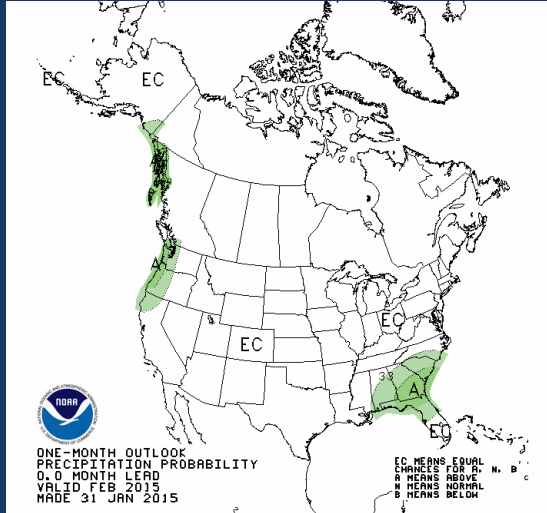 EC
EC
A
A
EC
EC
33
A
EC
NOAA
ONE-MONTH OUTLOOK
PRECIPITATION PROBABILITY
0.0 MONTH LEAD
VALID FEB 2015
MADE 31 JAN 2015
EC MEANS EQUAL
CHANCES FOR A, N, B
A MEANS ABOVE
N MEANS NORMAL
B MEANS BELOW